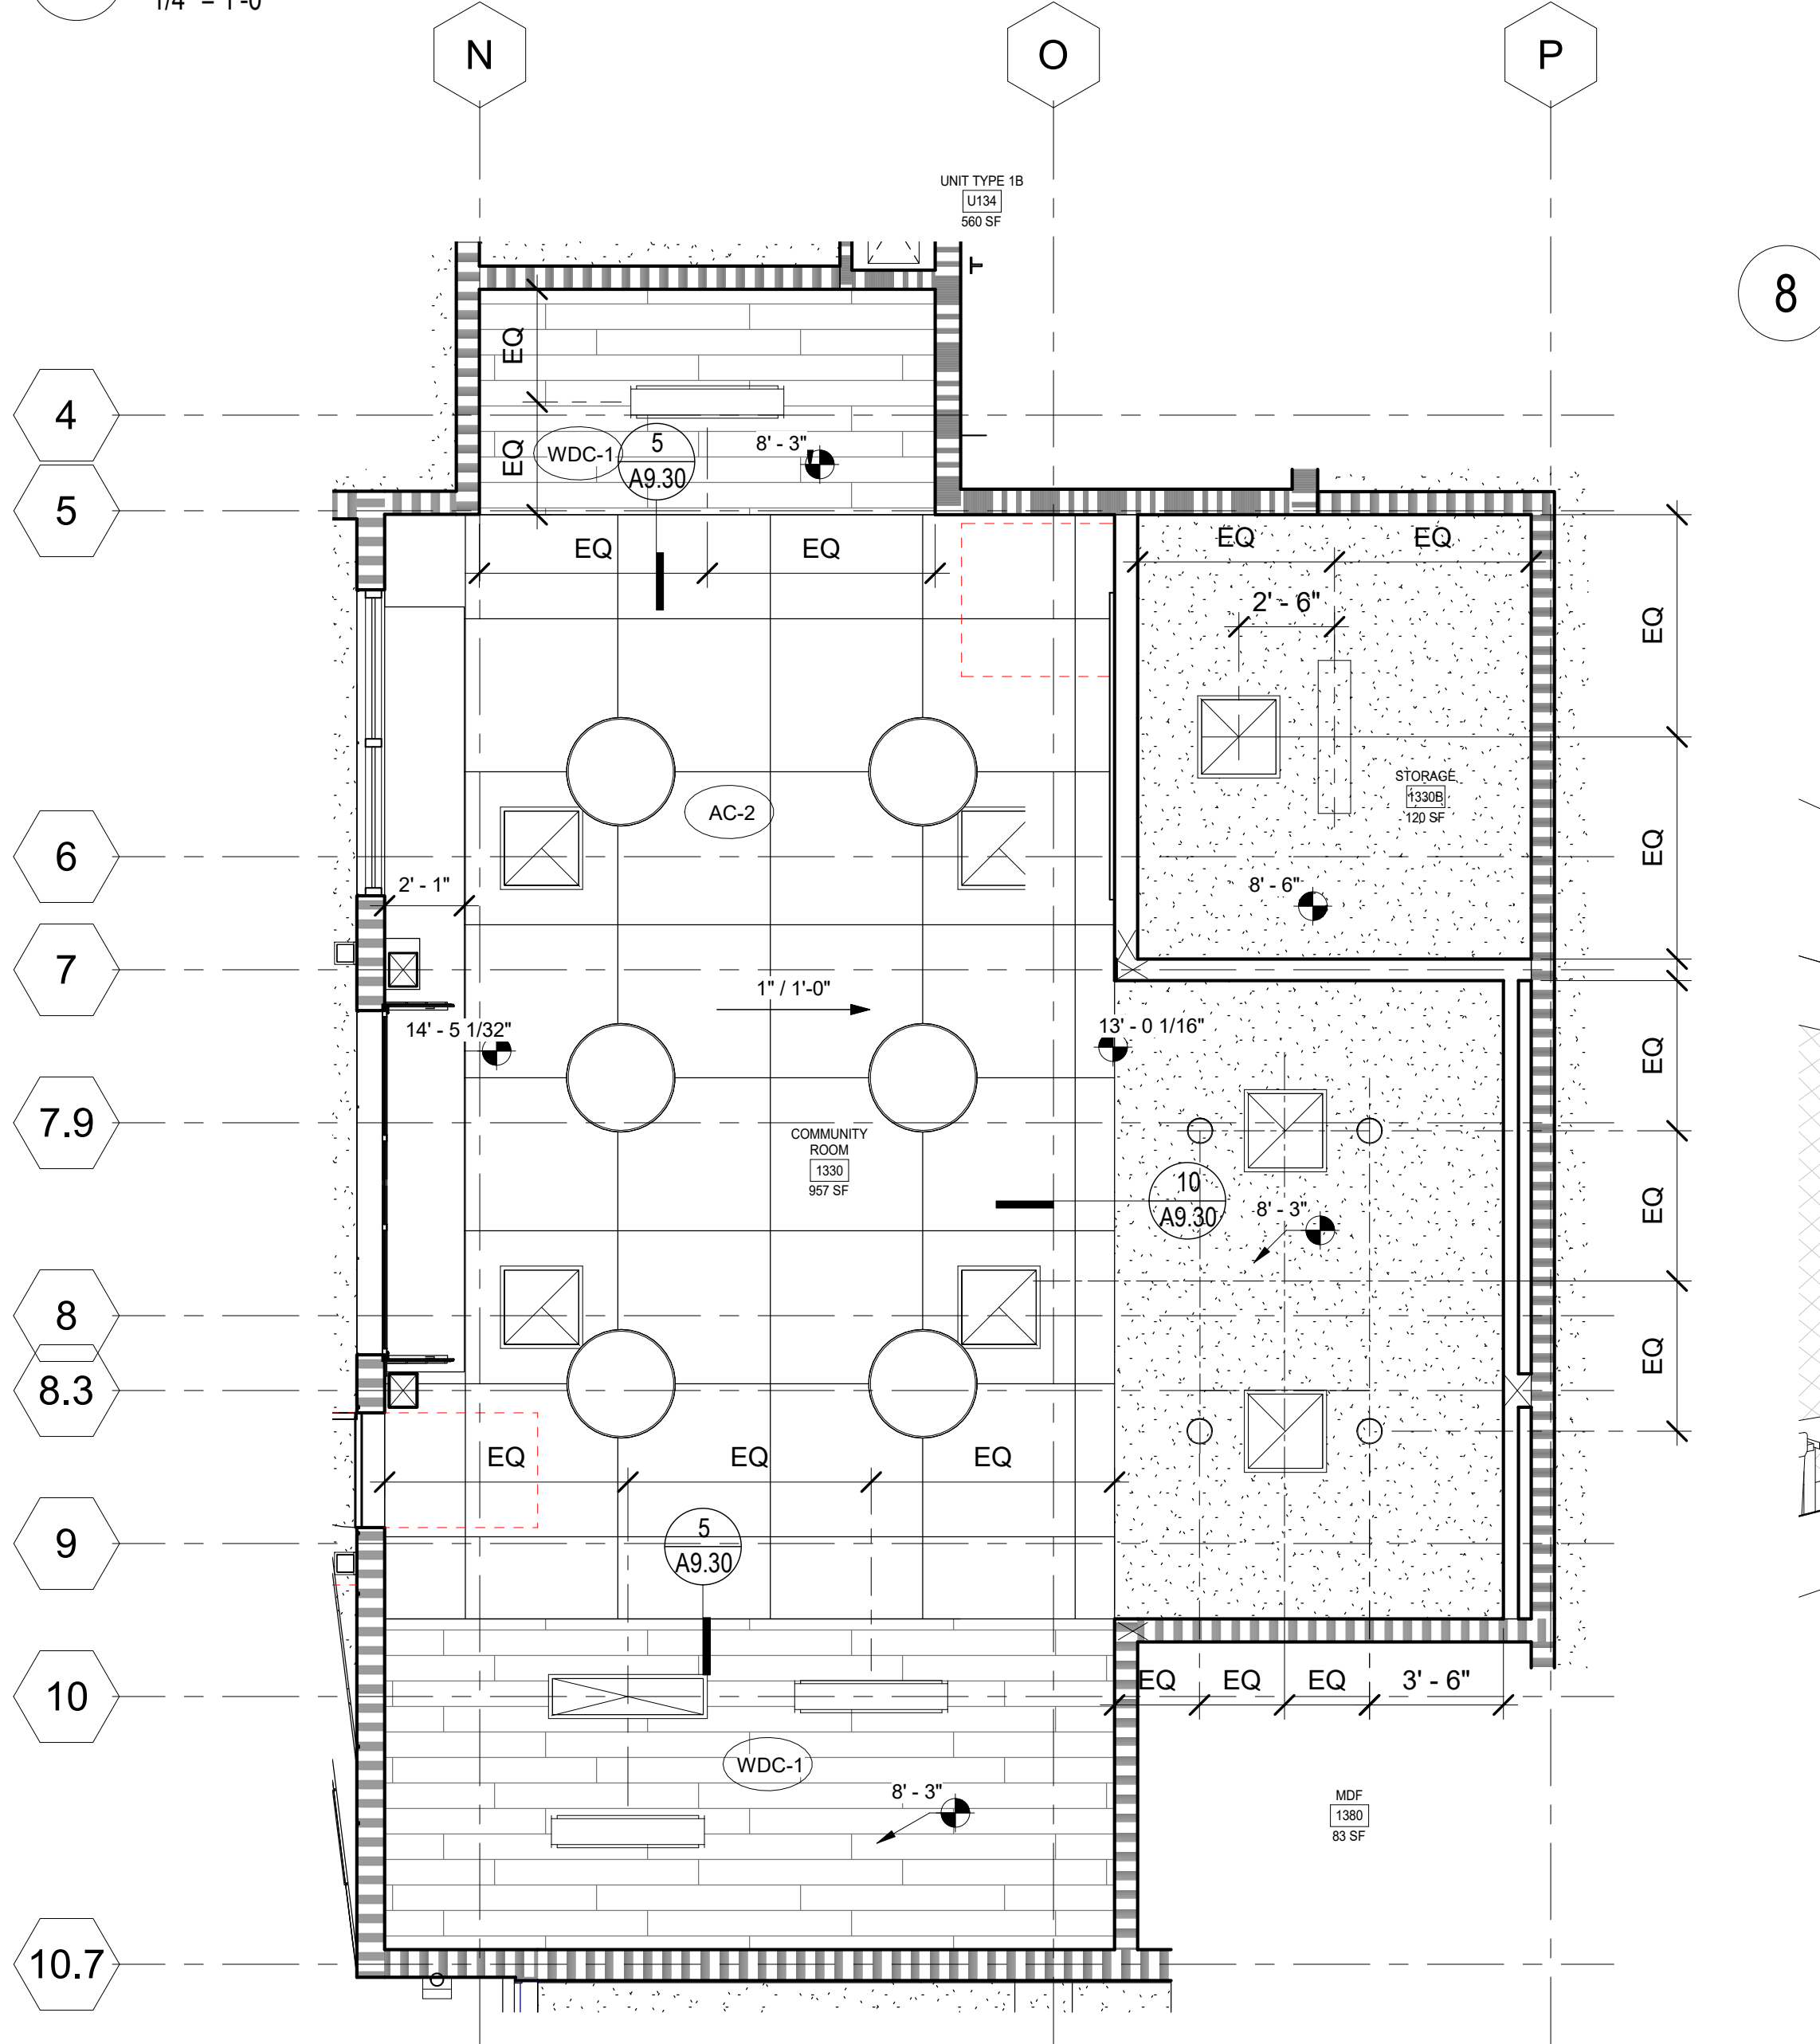 1/4" = 1'-0"
N
O
P
UNIT TYPE 1B
U134
560 SF
8
4
EQ
EQ
WDC-1
5
A9.30
8' - 3"
5
EQ
EQ
EQ
EQ
2' - 6"
EQ
STORAGE
1330B
120 SF
AC-2
EQ
6
2' - 1"
8' - 6"
7
1" / 1'-0"
14' - 5 1/32"
13' - 0 1/16"
EQ
7.9
COMMUNITY
ROOM
1330
957 SF
10
A9.30
8' - 3"
EQ
8
EQ
8.3
EQ
EQ
EQ
9
5
A9.30
10
EQ
EQ
EQ
3' - 6"
WDC-1
8' - 3"
MDF
1380
83 SF
10.7